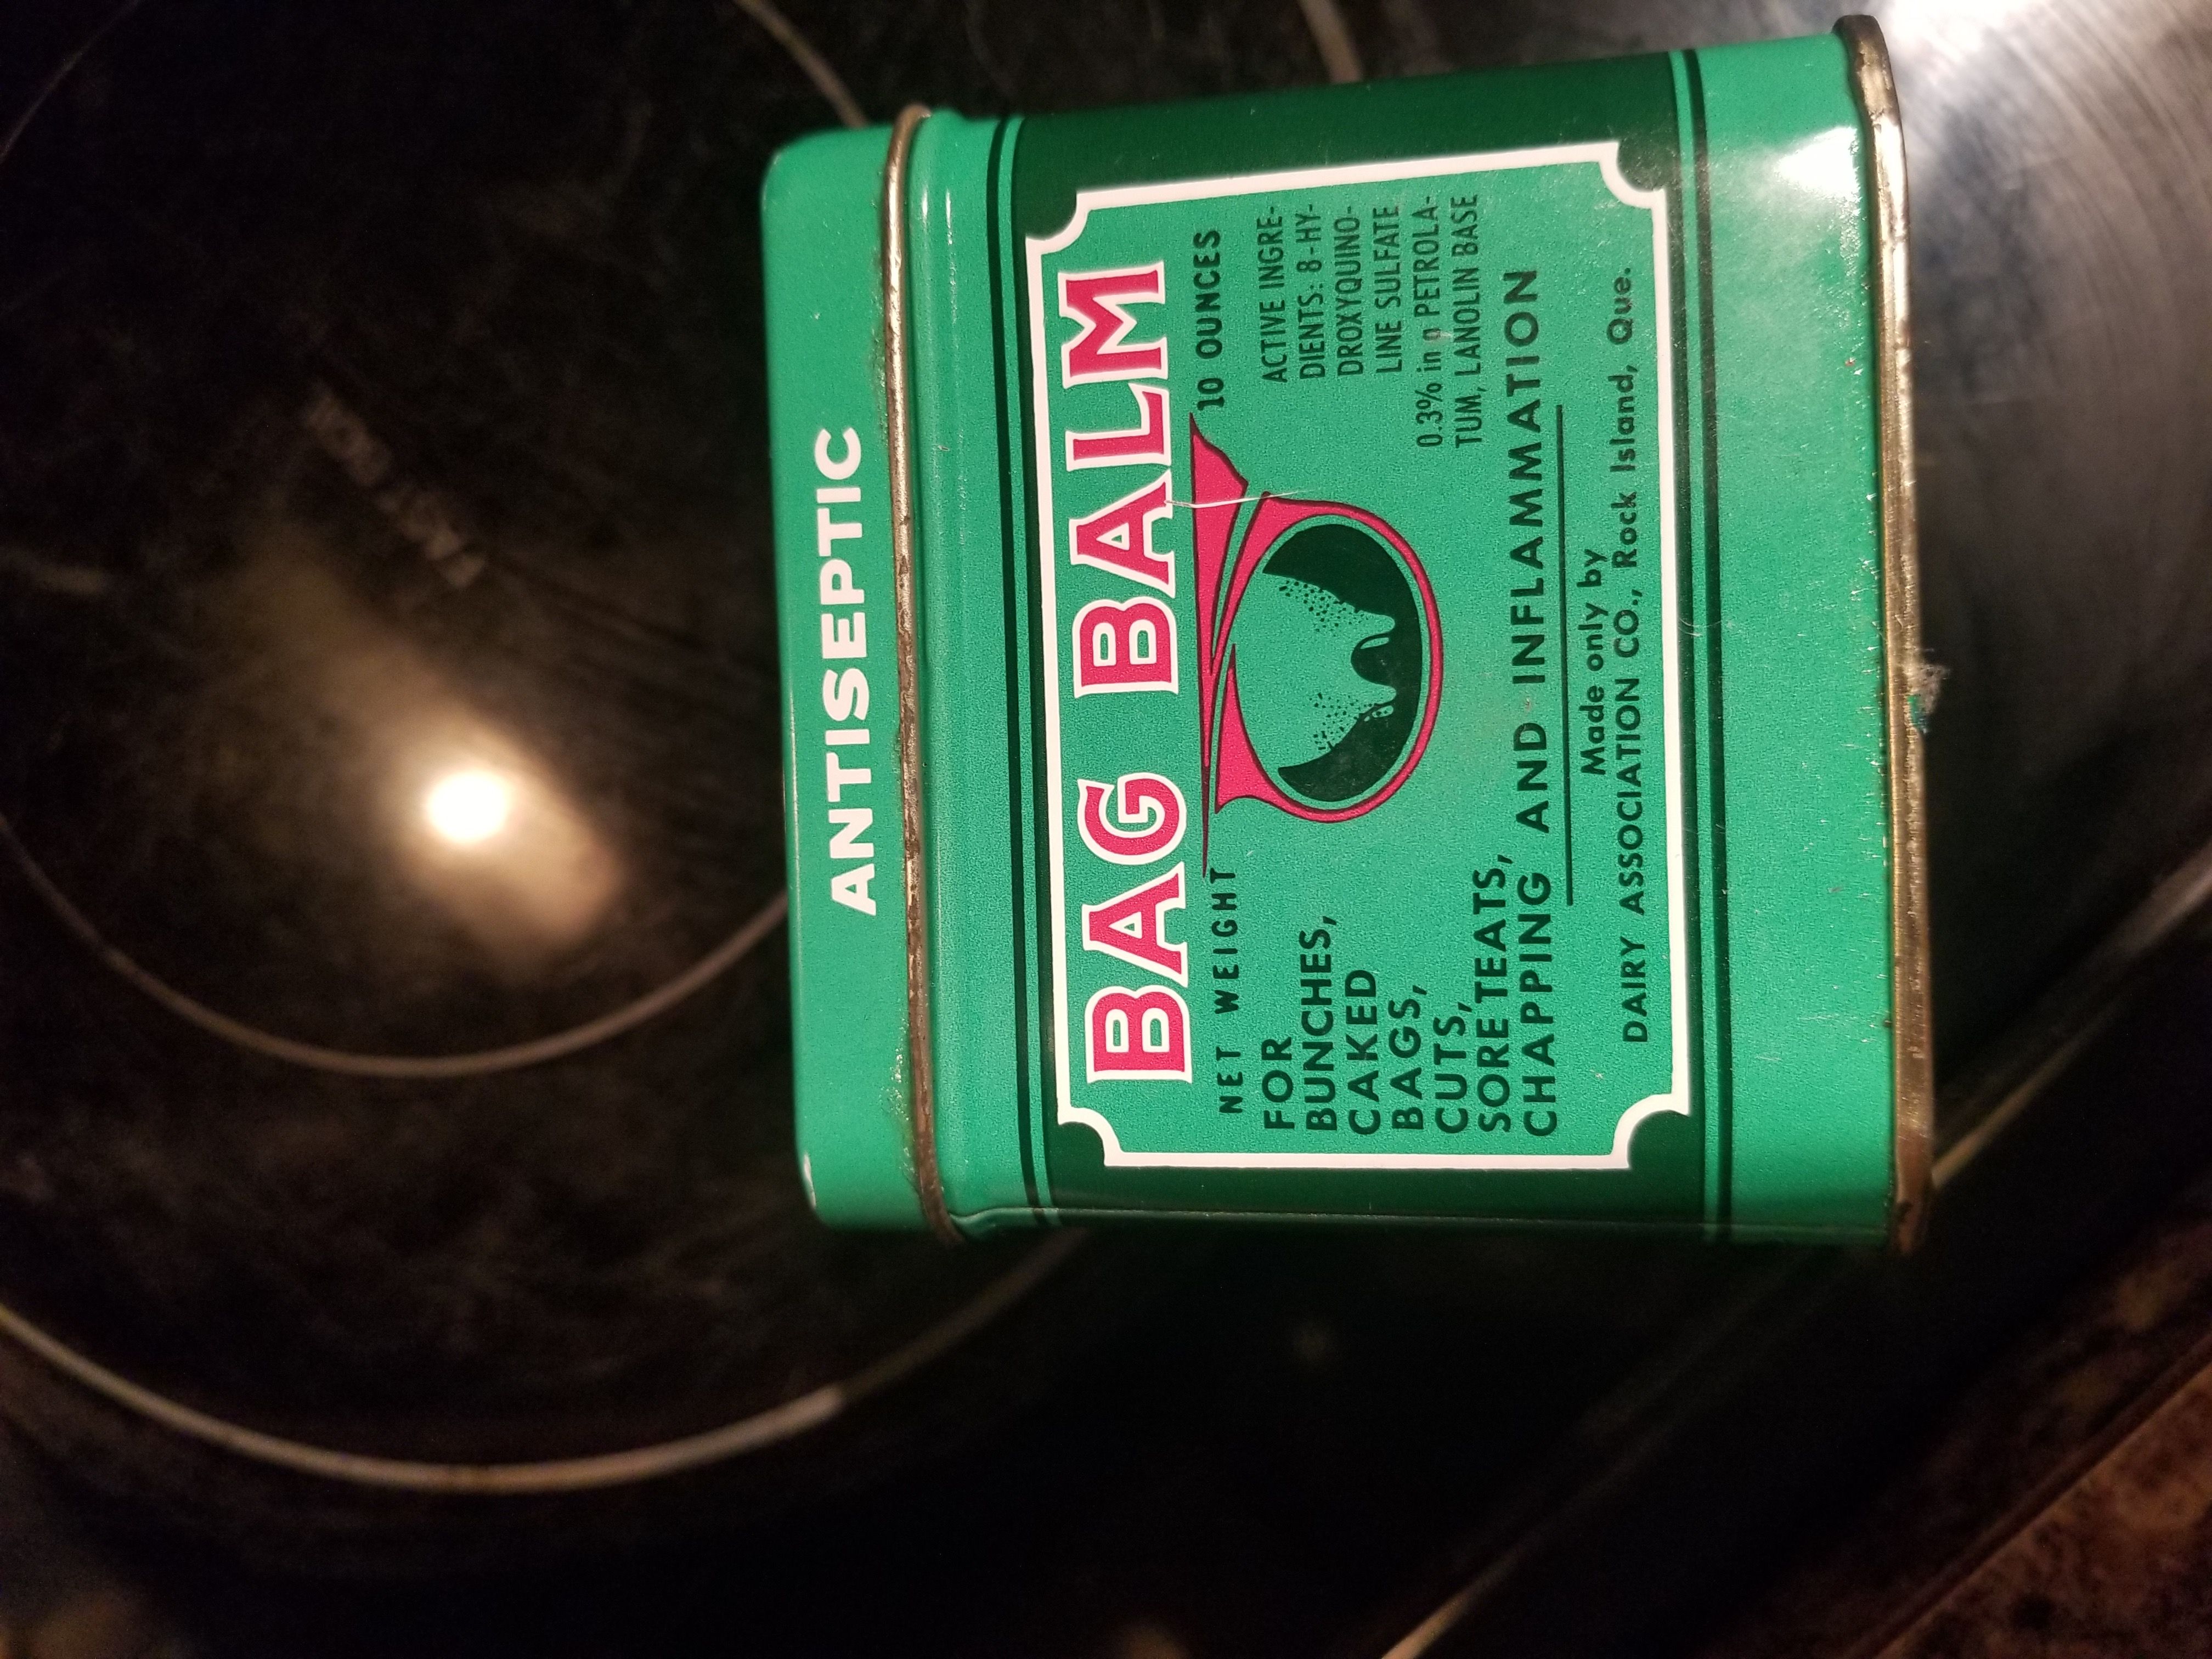 ANTISEPTIC
BAG BALM
NET WEIGHT 10 OUNCES
FOR
BUNCHES,
CAKED
BAGS,
CUTS,
SORE TEATS,
CHAPPING AND INFLAMMATION
ACTIVE INGRE-
DIENTS: 8-HY-
DROXYQUINO-
LINE SULFATE
0.3% in a PETROLA-
TUM, LANOLIN BASE
Made only by
DAIRY ASSOCIATION CO., Rock Island, Que.